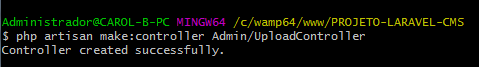 Administrador@CAROL-B-PC MINGW64 /c/wamp64/www/PROJETO-LARAVEL-CMS
$ php artisan make:controller Admin/UploadController
Controller created successfully.